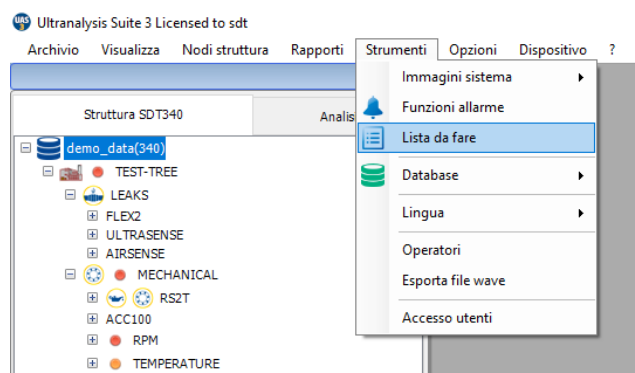 UAS 3 Ultranalysis Suite 3 Licensed to sdt
Archivio Visualizza Nodi struttura Rapporti Strumenti Opzioni Dispositivo ?
Struttura SDT340
Immagini sistema
Funzioni allarme
Lista da fare
Database
Lingua
Operatori
Esporta file wave
Accesso utenti
demo_data(340)
TEST-TREE
LEAKS
FLEX2
ULTRASENSE
AIRSENSE
MECHANICAL
RS2T
ACC100
RPM
TEMPERATURE